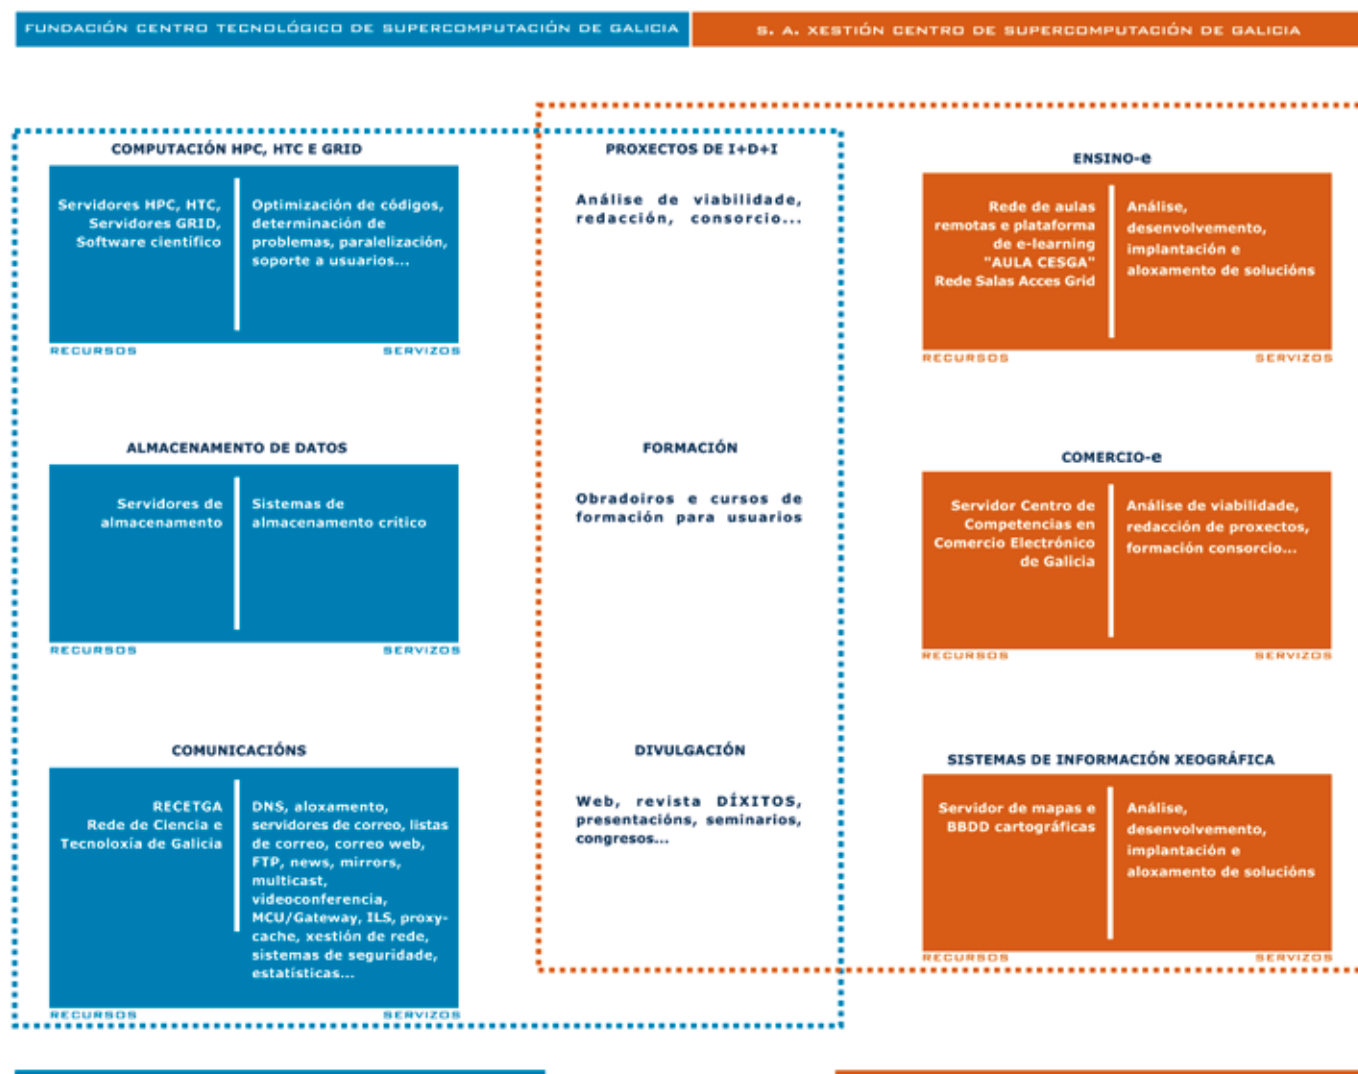 FUNDACIÓN CENTRO TECNOLÓGICO DE SUPERCOMPUTACIÓN DE GALICIA
S. A. XESTIÓN CENTRO DE SUPERCOMPUTACIÓN DE GALICIA
COMPUTACIÓN HPC, HTC E GRID
Servidores HPC, HTC,
Servidores GRID,
Software científico
Optimización de códigos,
determinación de
problemas, paralelización,
soporte a usuarios...
RECURSOS
SERVIZOS
PROXECTOS DE I+D+I
Análise de viabilidade,
redacción, consorcio...
ENSINO-e
Rede de aulas
remotas e plataforma
de e-learning
"AULA CESGA"
Rede Salas Acces Grid
Análise,
desenvolvemento,
implantación e
aloxamento de solucións
RECURSOS
SERVIZOS
ALMACENAMENTO DE DATOS
Servidores de
almacenamento
Sistemas de
almacenamento crítico
RECURSOS
SERVIZOS
FORMACIÓN
Obradoiros e cursos de
formación para usuarios
COMERCIO-e
Servidor Centro de
Competencias en
Comercio Electrónico
de Galicia
Análise de viabilidade,
redacción de proxectos,
formación consorcio...
RECURSOS
SERVIZOS
COMUNICACIÓNS
RECETGA
Rede de Ciencia e
Tecnoloxía de Galicia
DNS, aloxamento,
servidores de correo, listas
de correo, correo web,
FTP, news, mirrors,
multicast,
videoconferencia,
MCU/Gateway, ILS, proxy-
cache, xestión de rede,
sistemas de seguridade,
estatísticas...
RECURSOS
SERVIZOS
DIVULGACIÓN
Web, revista DÍXITOS,
presentacións, seminarios,
congresos...
SISTEMAS DE INFORMACIÓN XEOGRÁFICA
Servidor de mapas e
BBDD cartográficas
Análise,
desenvolvemento,
implantación e
aloxamento de solucións
RECURSOS
SERVIZOS